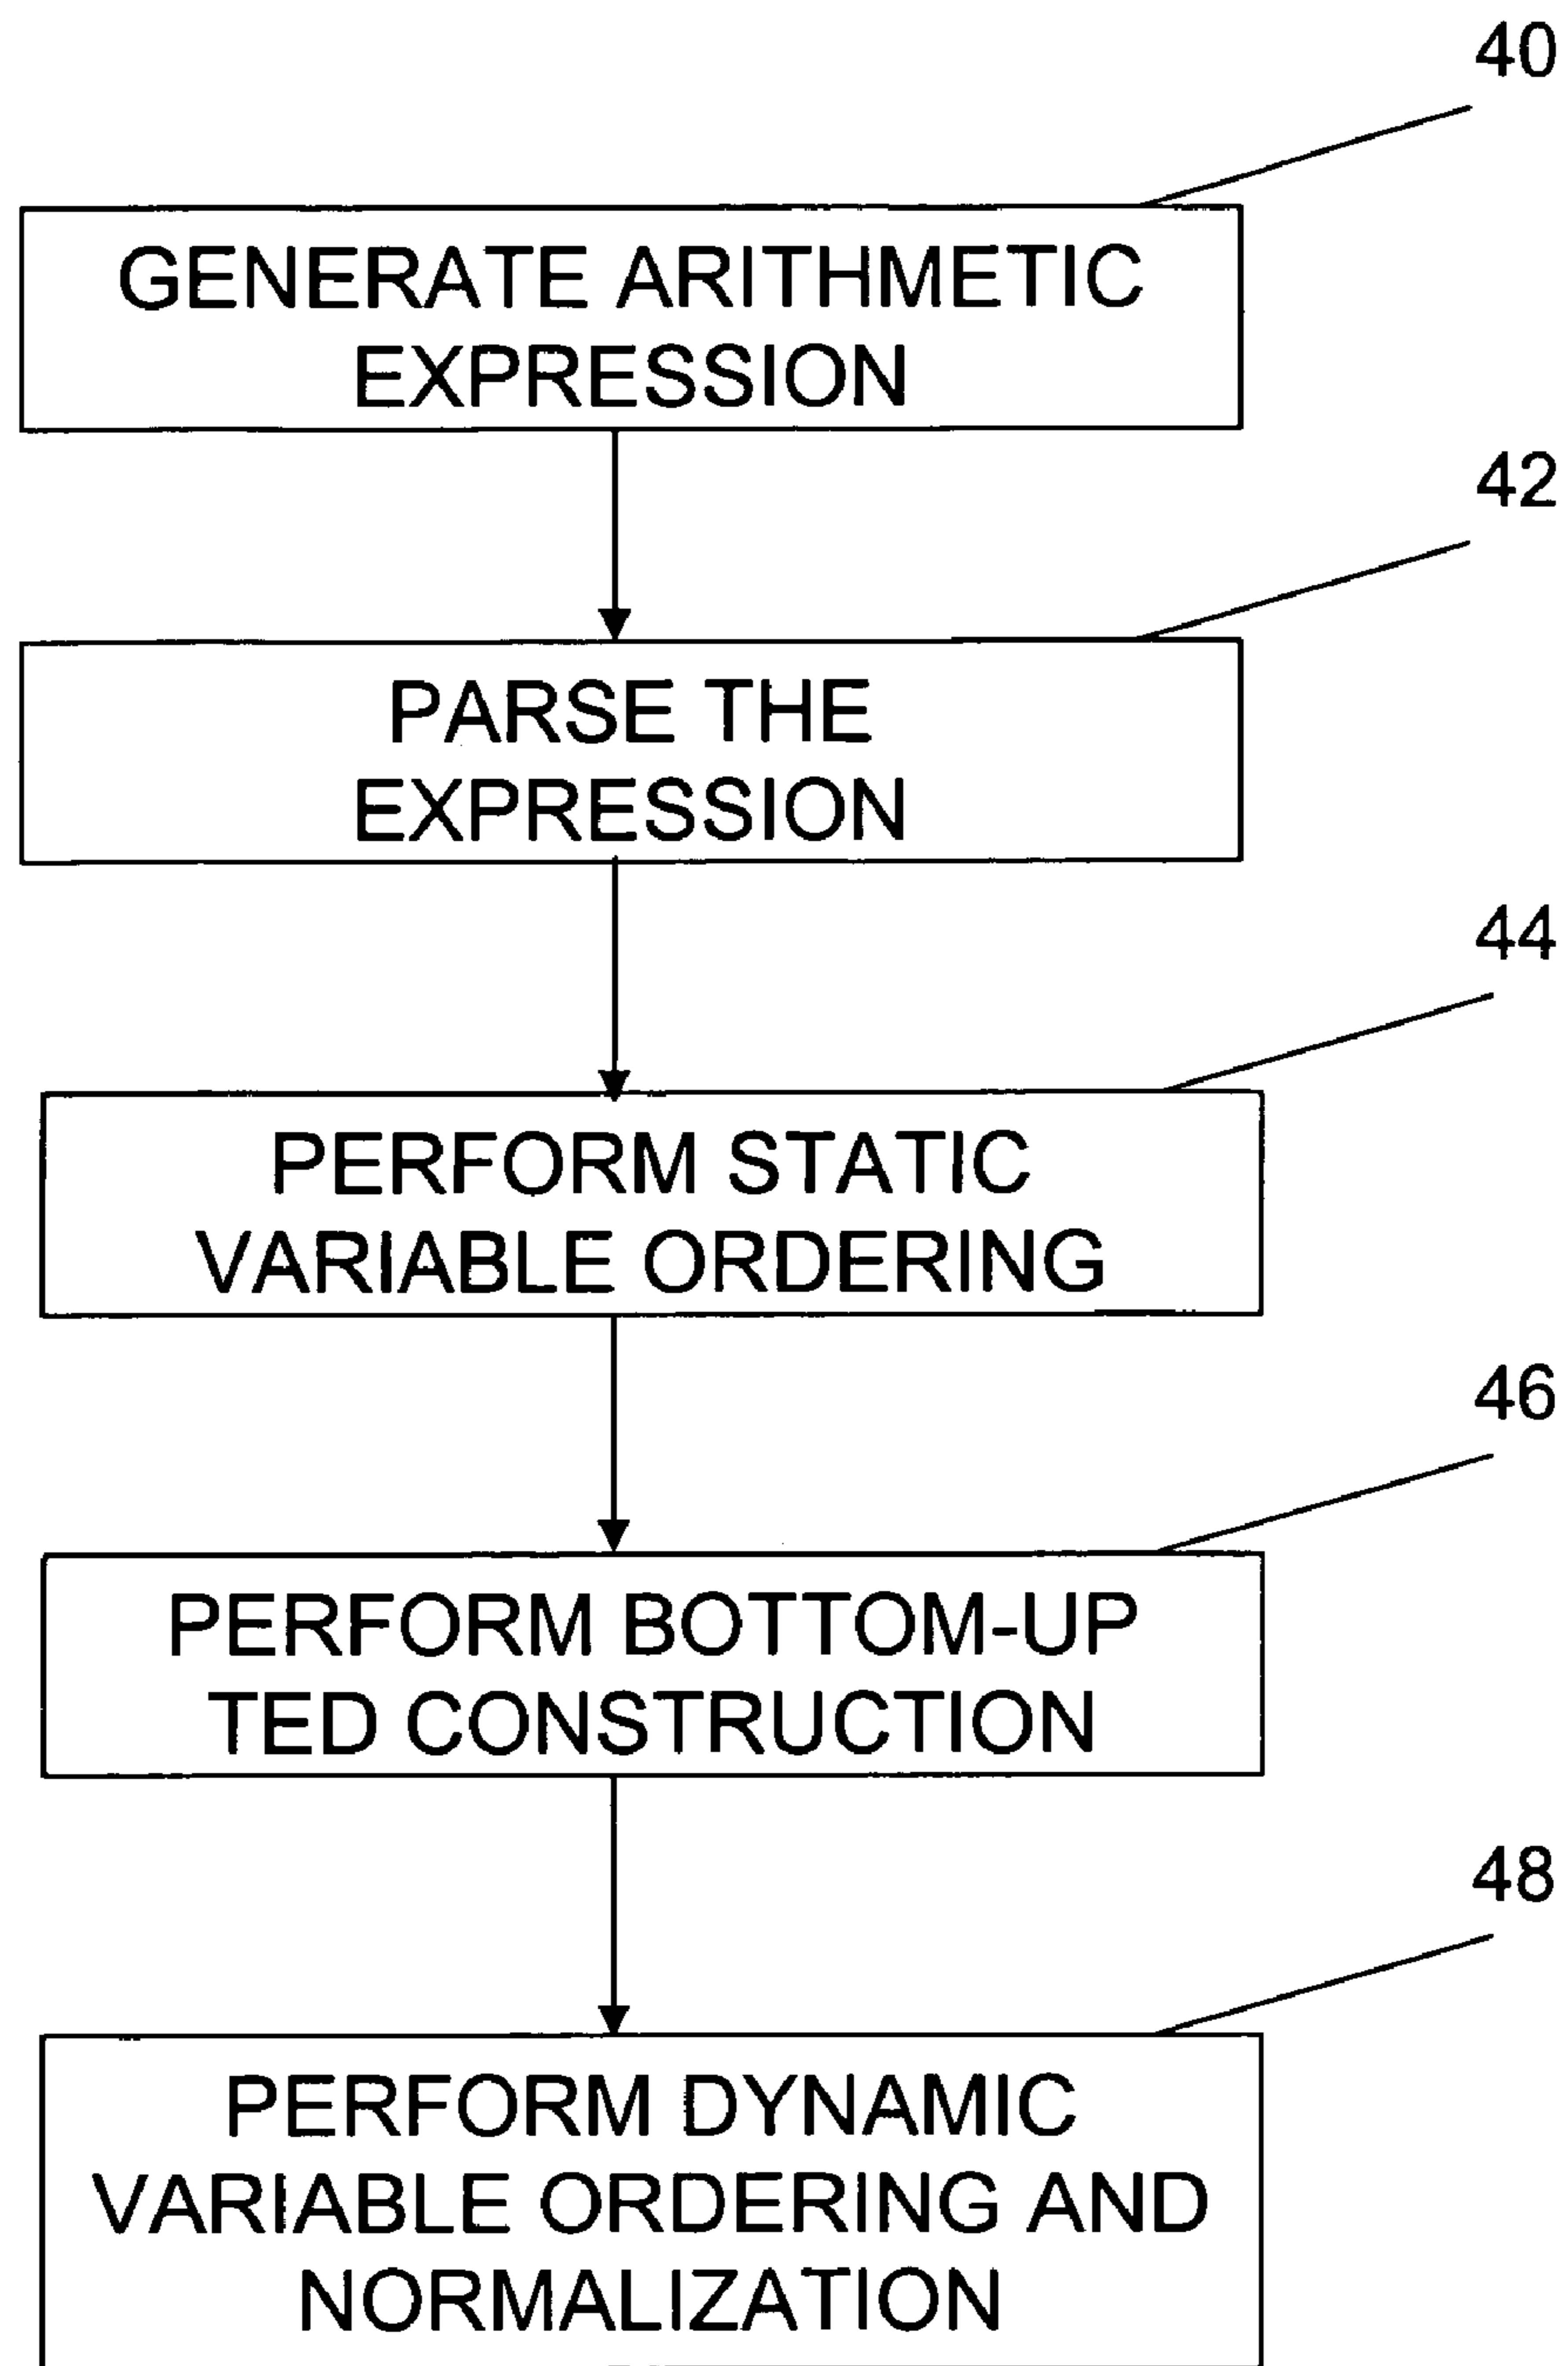 40
GENERATE ARITHMETIC
EXPRESSION
42
PARSE THE
EXPRESSION
44
PERFORM STATIC
VARIABLE ORDERING
46
PERFORM BOTTOM-UP
TED CONSTRUCTION
48
PERFORM DYNAMIC
VARIABLE ORDERING AND
NORMALIZATION